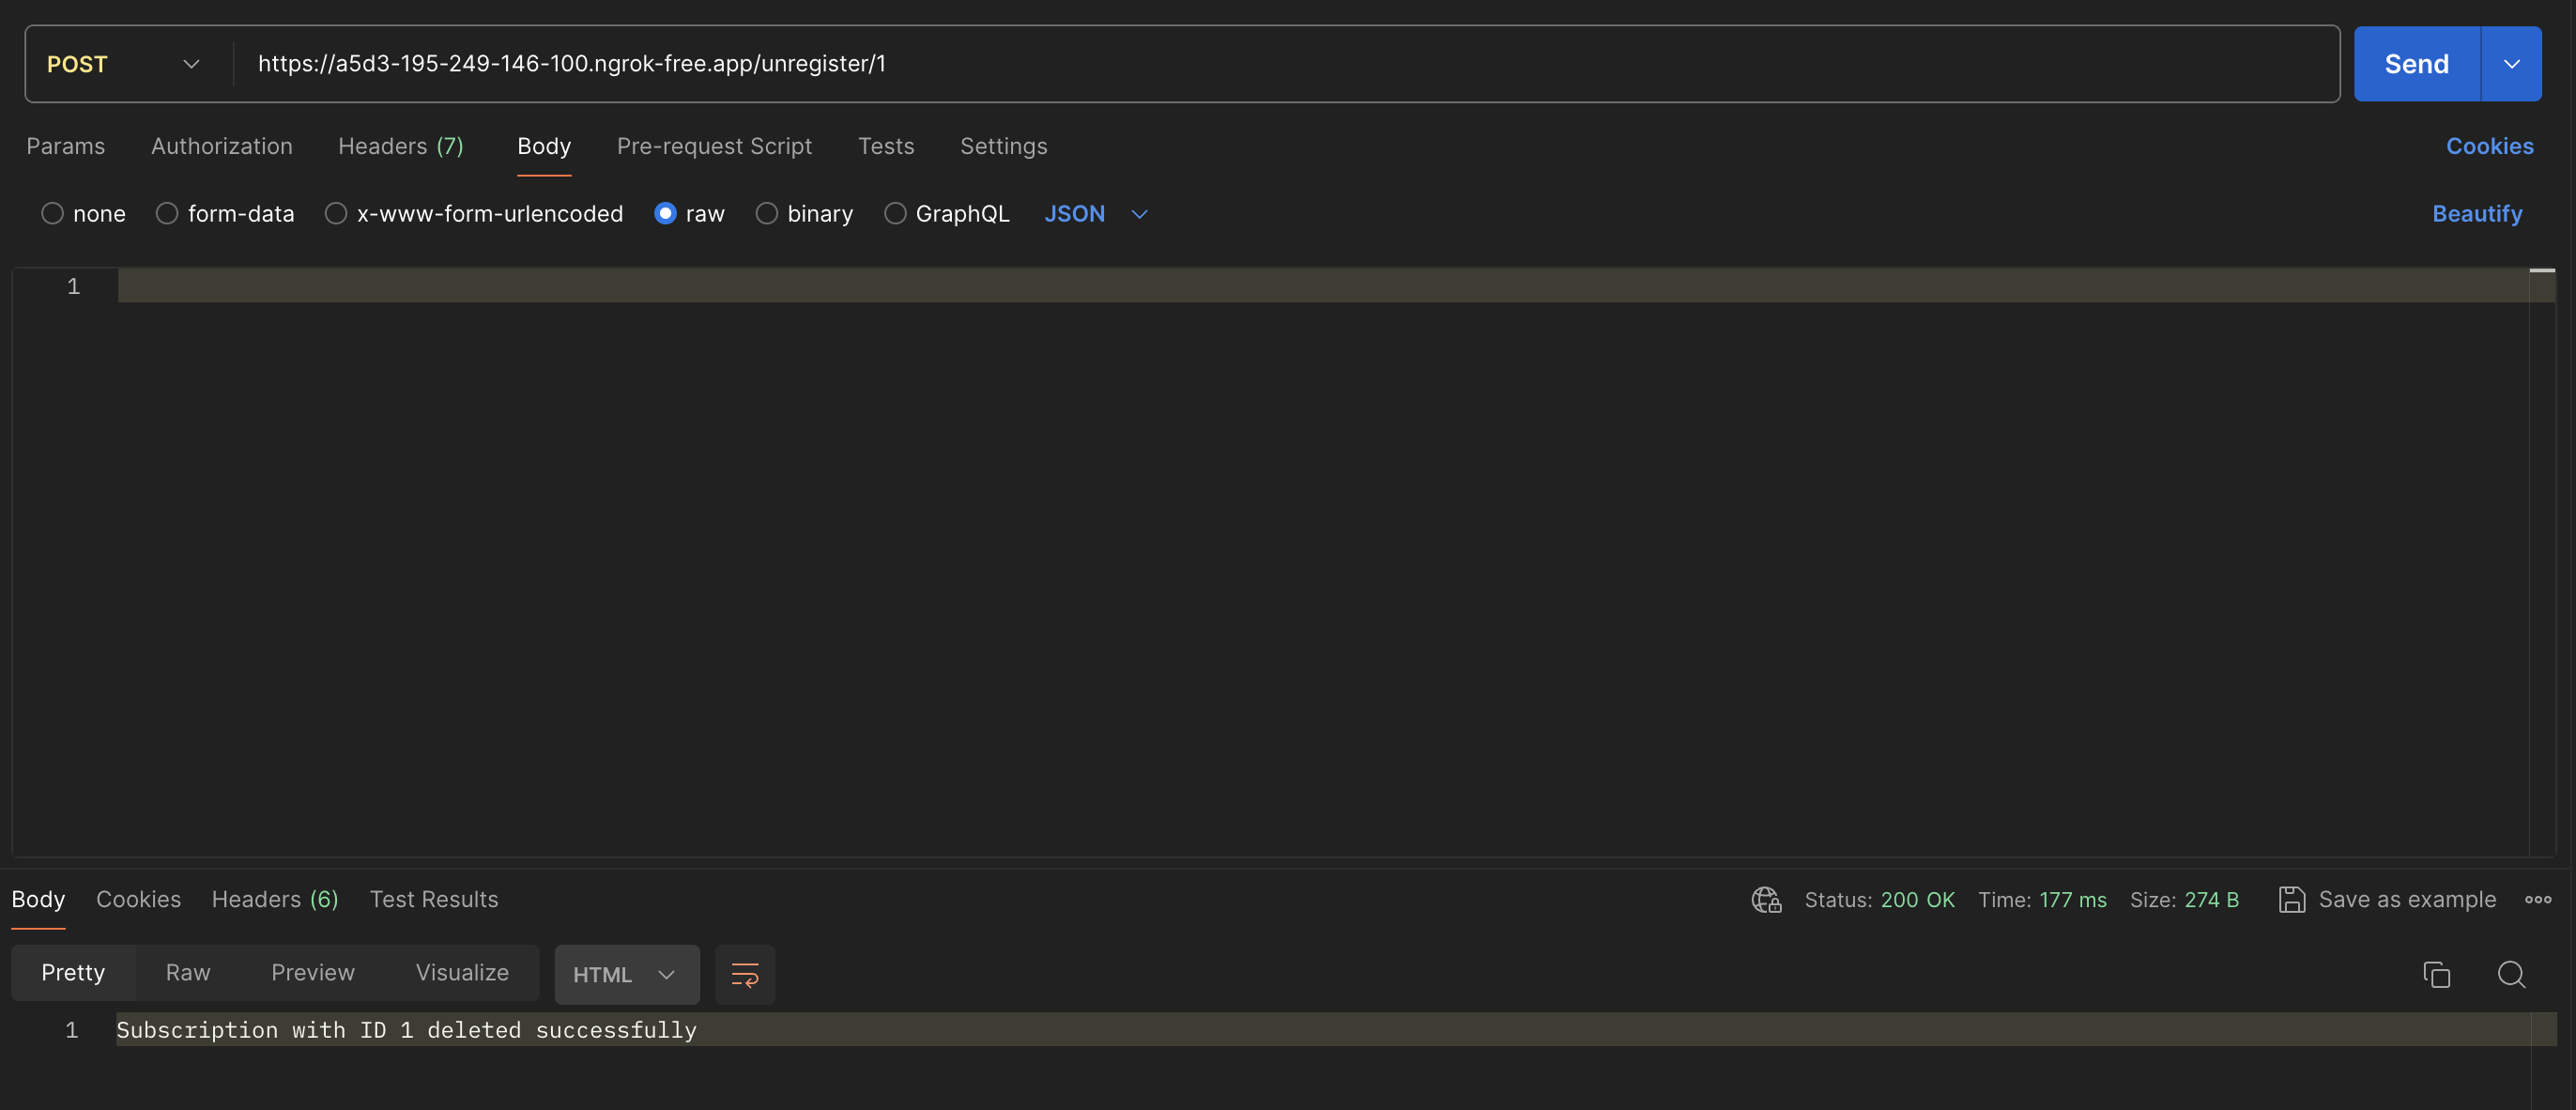 POST https://a5d3-195-249-146-100.ngrok-free.app/unregister/1 Send
Params Authorization Headers (7) Body Pre-request Script Tests Settings Cookies
none form-data x-www-form-urlencoded raw binary GraphQL JSON Beautify
1
Body Cookies Headers (6) Test Results Status: 200 OK Time: 177 ms Size: 274 B Save as example
Pretty Raw Preview Visualize HTML
1 Subscription with ID 1 deleted successfully